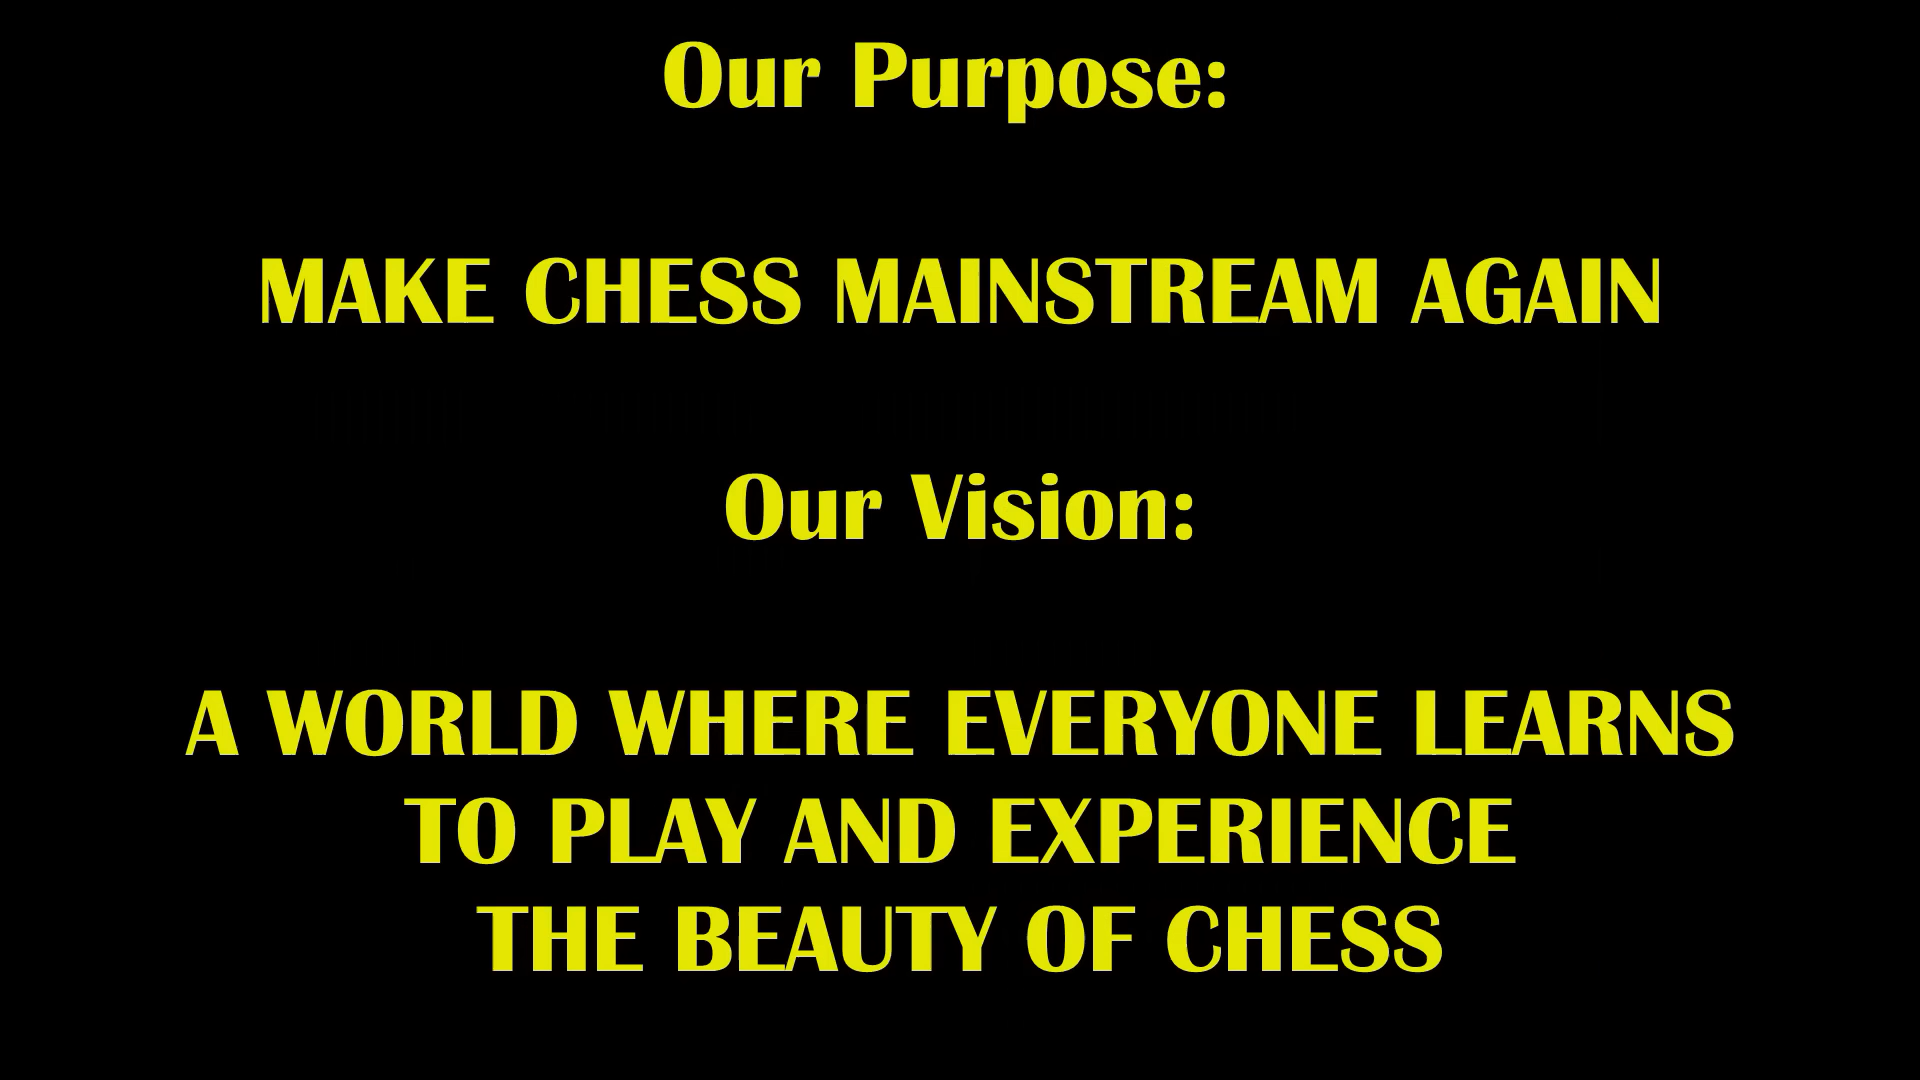 Our Purpose:
MAKE CHESS MAINSTREAM AGAIN
Our Vision:
A WORLD WHERE EVERYONE LEARNS
TO PLAY AND EXPERIENCE
THE BEAUTY OF CHESS